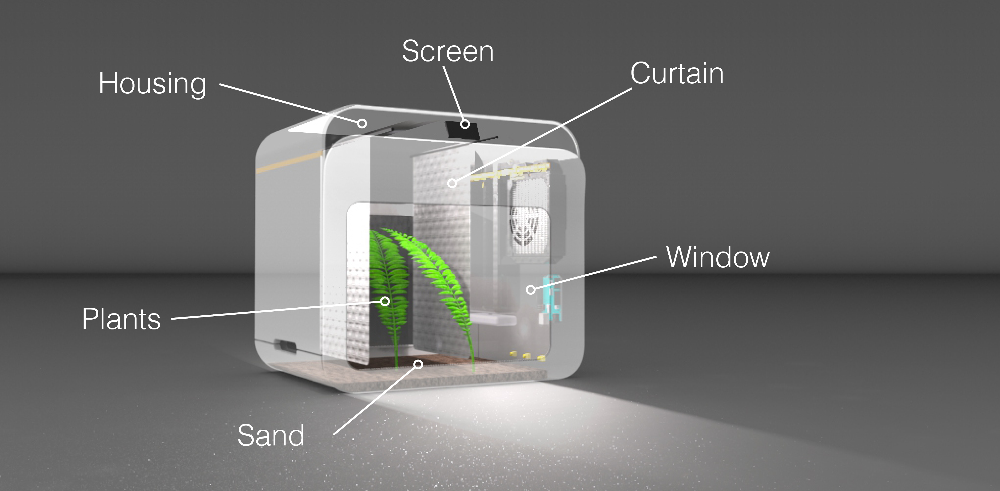 Screen
Curtain
Housing
Window
Plants
Sand